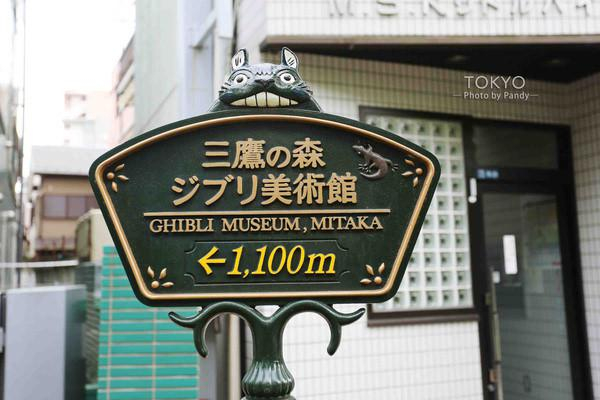 TOKYO
— Photo by Pandy —
三鷹の森
ジブリ美術館
GHIBLI MUSEUM, MITAKA
←1,100m